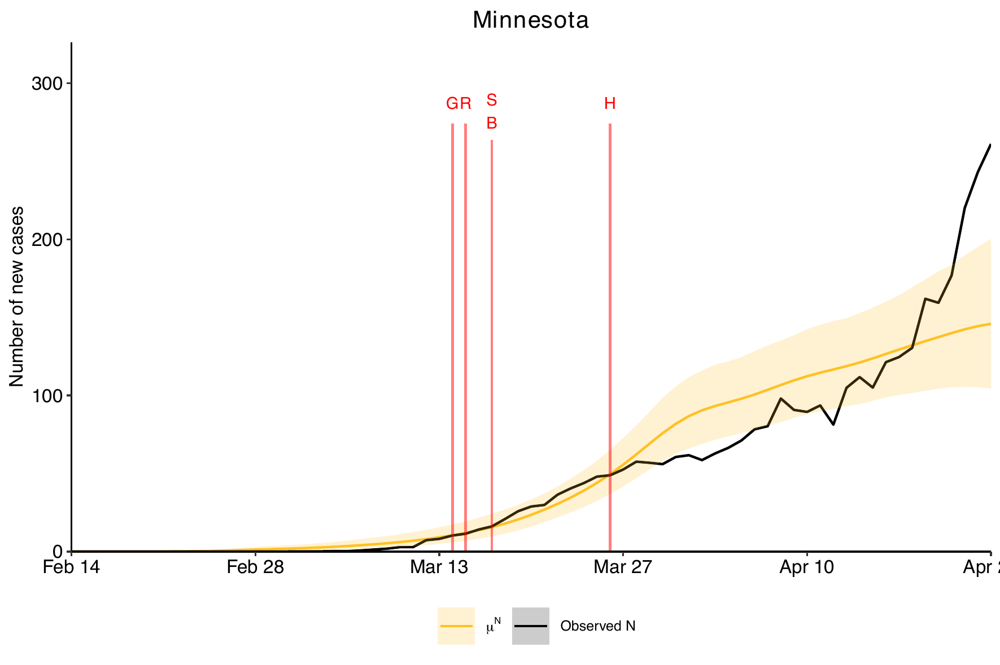 Minnesota
Number of new cases
300
200
100
0
G R S B H
Feb 14 Feb 28 Mar 13 Mar 27 Apr 10 Apr
μN Observed N